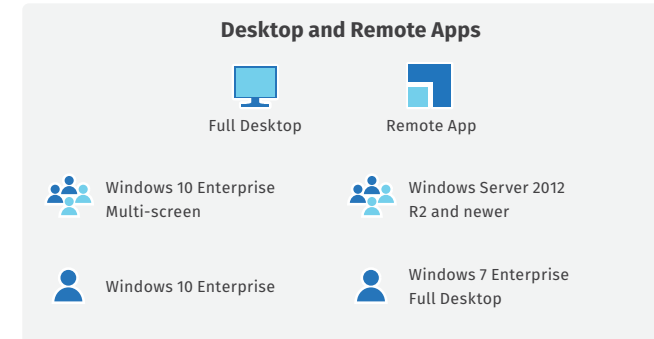 Desktop and Remote Apps
Full Desktop
Remote App
Windows 10 Enterprise
Multi-screen
Windows Server 2012
R2 and newer
Windows 10 Enterprise
Windows 7 Enterprise
Full Desktop